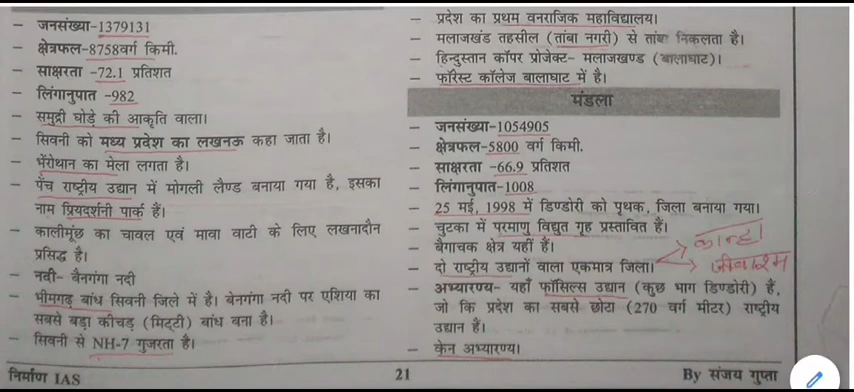 – जनसंख्या-1379131
– क्षेत्रफल-8758वर्ग किमी.
– साक्षरता -72.1 प्रतिशत
– लिंगानुपात -982
– समुद्री घोड़े की आकृति वाला।
– सिवनी को मध्य प्रदेश का लखनऊ कहा जाता है।
– भैरोथान का मेला लगता है।
– पेंच राष्ट्रीय उद्यान में मोगली लैण्ड बनाया गया है, इसका
नाम प्रियदर्शनी पार्क हैं।
– कालीमूंछ का चावल एवं मावा वाटी के लिए लखनादौन
प्रसिद्ध है।
– नदी- बैनगंगा नदी
– भीमगढ़ बांध सिवनी जिले में है। बेनगंगा नदी पर एशिया का
सबसे बड़ा कीचड़ (मिट्टी) बांध बना है।
– सिवनी से NH-7 गुजरता है।
– प्रदेश का प्रथम वनराजिक महाविद्यालय।
– मलाजखंड तहसील (तांबा नगरी) से तांबा निकलता है।
– हिन्दुस्तान कॉपर प्रोजेक्ट- मलाजखण्ड (बालाघाट)।
– फॉरेस्ट कॉलेज बालाघाट में है।
मंडला
– जनसंख्या-1054905
– क्षेत्रफल-5800 वर्ग किमी.
– साक्षरता -66.9 प्रतिशत
– लिंगानुपात-1008
– 25 मई, 1998 में डिण्डोरी को पृथक, जिला बनाया गया।
– चुटका में परमाणु विद्युत गृह प्रस्तावित हैं।
– बैगाचक क्षेत्र यहीं हैं।
कान्हा
– दो राष्ट्रीय उद्यानों वाला एकमात्र जिला।
जीवाश्म
– अभ्यारण्य- यहाँ फॉसिल्स उद्यान (कुछ भाग डिण्डोरी) हैं,
जो कि प्रदेश का सबसे छोटा (270 वर्ग मीटर) राष्ट्रीय
उद्यान हैं।
– केन अभ्यारण्य।
निर्माण IAS 21 By संजय गुप्ता